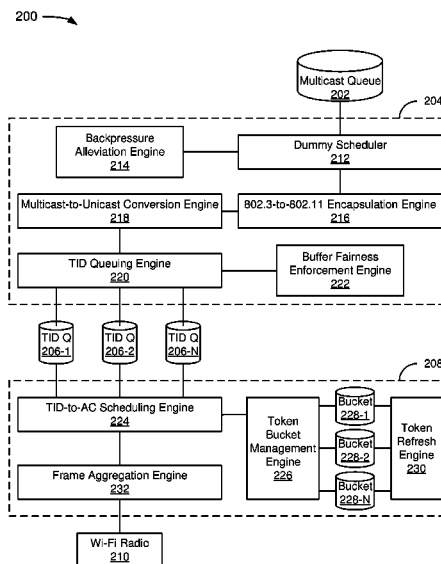 200
Multicast Queue
202
204
Backpressure
Alleviation Engine
214
Dummy Scheduler
212
Multicast-to-Unicast Conversion Engine
218
802.3-to-802.11 Encapsulation Engine
216
TID Queuing Engine
220
Buffer Fairness
Enforcement Engine
222
TID Q
206-1
TID Q
206-2
TID Q
206-N
208
TID-to-AC Scheduling Engine
224
Token
Bucket
Management
Engine
226
Bucket
228-1
Bucket
228-2
Bucket
228-N
Token
Refresh
Engine
230
Frame Aggregation Engine
232
Wi-Fi Radio
210